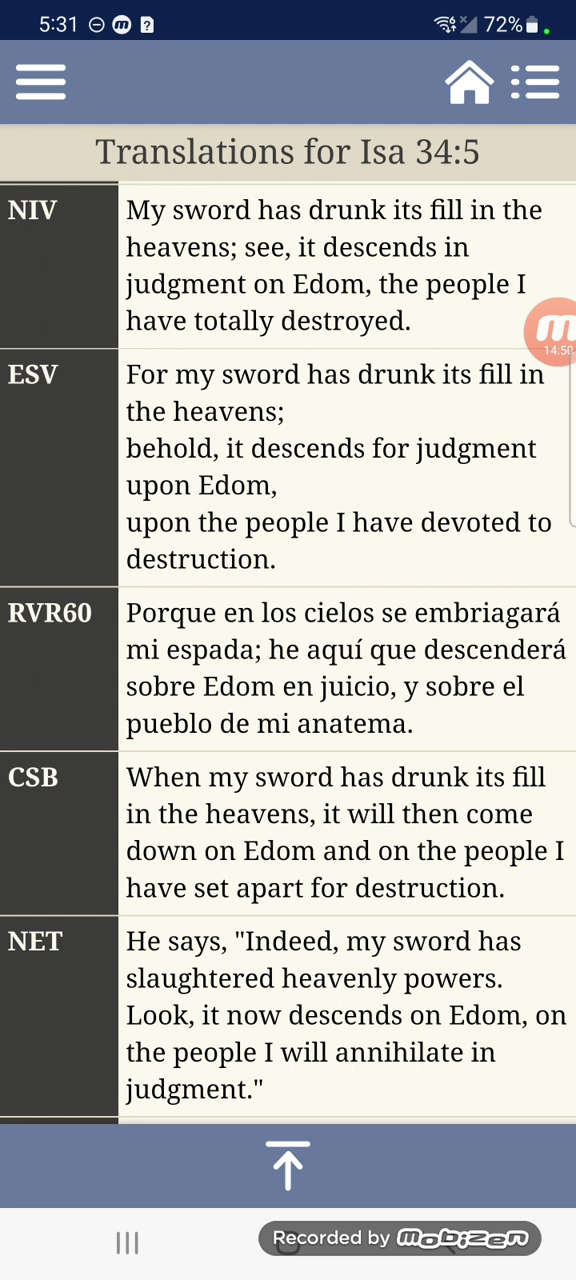 5:31
72%
Translations for Isa 34:5
NIV
My sword has drunk its fill in the
heavens; see, it descends in
judgment on Edom, the people I
have totally destroyed.
14:50
ESV
For my sword has drunk its fill in
the heavens;
behold, it descends for judgment
upon Edom,
upon the people I have devoted to
destruction.
RVR60
Porque en los cielos se embriagará
mi espada; he aquí que descenderá
sobre Edom en juicio, y sobre el
pueblo de mi anatema.
CSB
When my sword has drunk its fill
in the heavens, it will then come
down on Edom and on the people I
have set apart for destruction.
NET
He says, "Indeed, my sword has
slaughtered heavenly powers.
Look, it now descends on Edom, on
the people I will annihilate in
judgment."
Recorded by mobizen